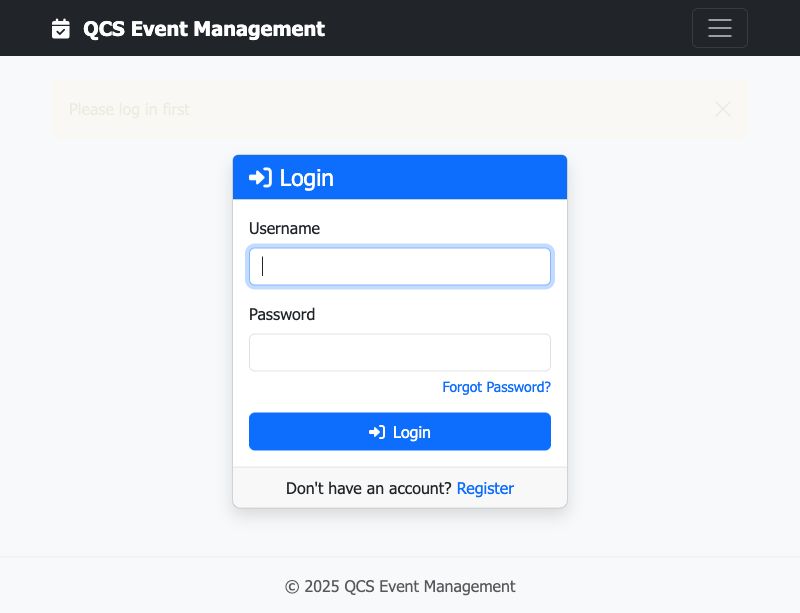 QCS Event Management
Please log in first
Login
Username
Password
Forgot Password?
Login
Don't have an account? Register
© 2025 QCS Event Management